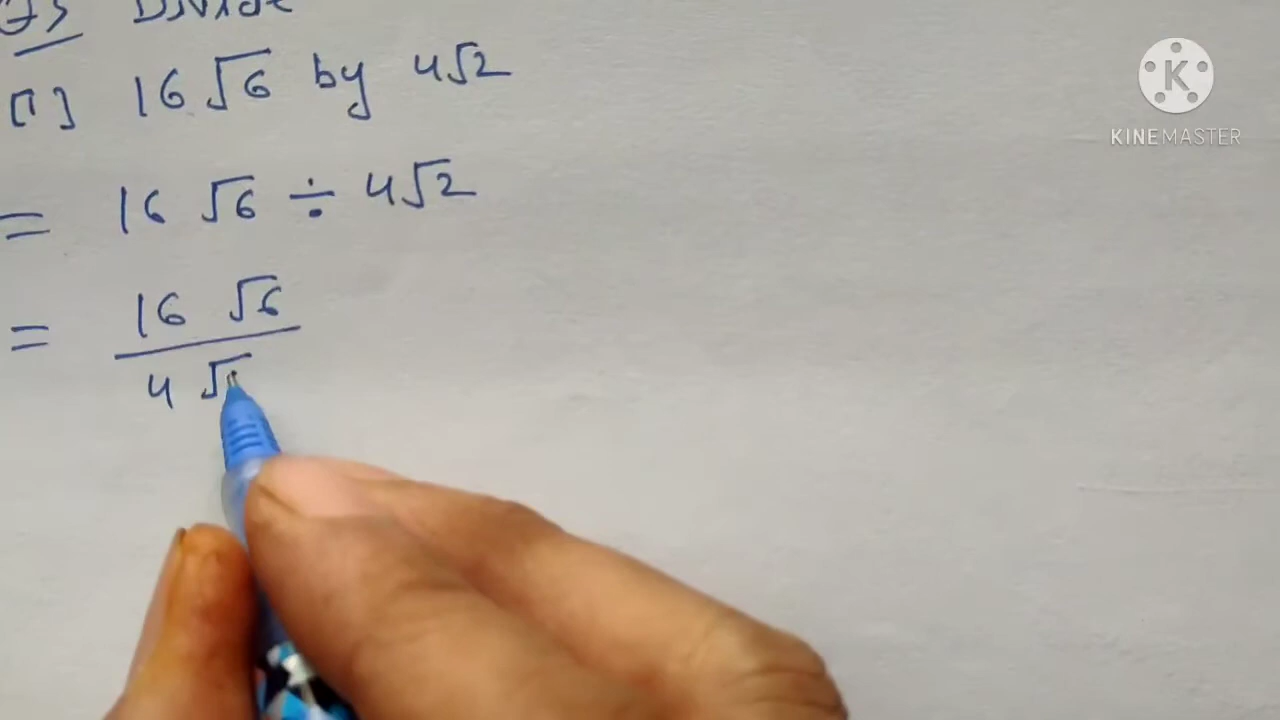 Divide
[1] 16√6 by 4√2
= 16 √6 ÷ 4√2
= 16 √6
4 √
K
KINEMASTER